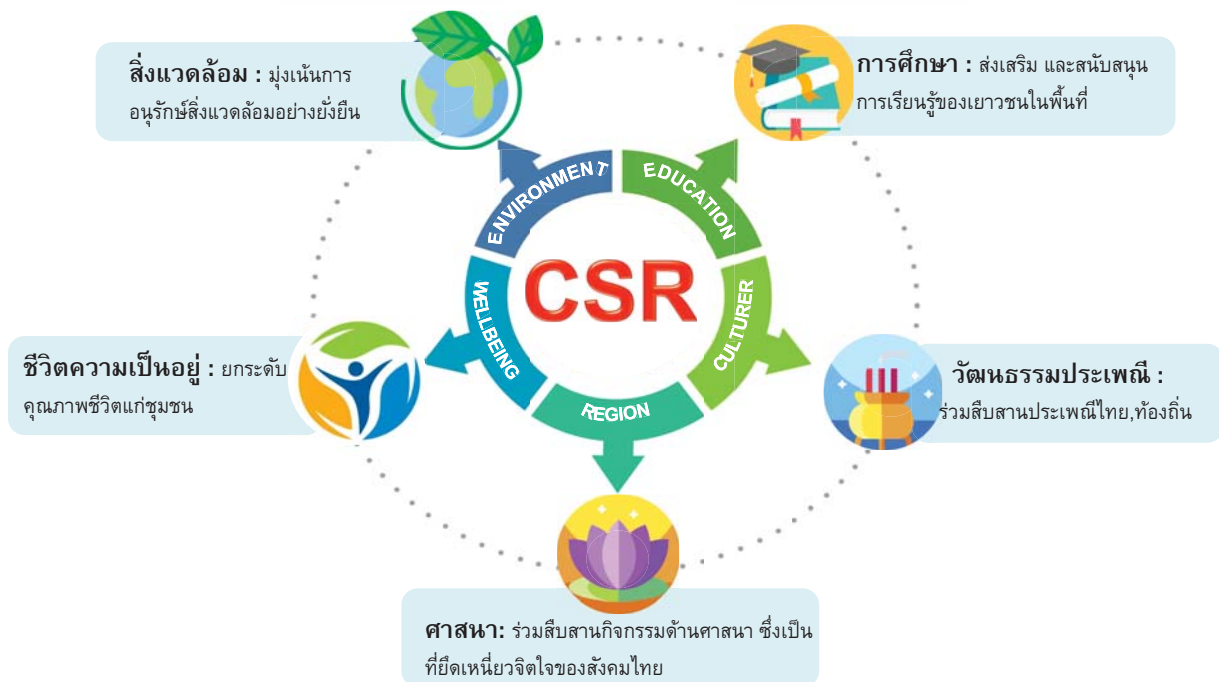 สิ่งแวดล้อม : มุ่งเน้นการ
อนุรักษ์สิ่งแวดล้อมอย่างยั่งยืน
การศึกษา : ส่งเสริม และสนับสนุน
การเรียนรู้ของเยาวชนในพื้นที่
ENVIRONMENT
EDUCATION
CSR
WELLBEING
CULTURER
REGION
ชีวิตความเป็นอยู่ : ยกระดับ
คุณภาพชีวิตแก่ชุมชน
วัฒนธรรมประเพณี :
ร่วมสืบสานประเพณีไทย,ท้องถิ่น
ศาสนา: ร่วมสืบสานกิจกรรมด้านศาสนา ซึ่งเป็น
ที่ยึดเหนี่ยวจิตใจของสังคมไทย